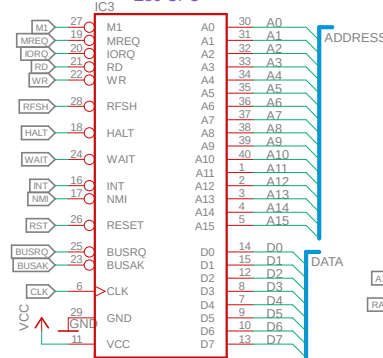 IC3
M1 27 M1 A0 30 A0
MREQ 19 MREQ A1 31 A1
IORQ 20 IORQ A2 32 A2
RD 21 RD A3 33 A3
WR 22 WR A4 34 A4
A5 35 A5
RFSH 28 RFSH A6 36 A6
A7 37 A7
HALT 18 HALT A8 38 A8
A9 39 A9
WAIT 24 WAIT A10 40 A10
A11 1 A11
INT 16 INT A12 2 A12
NMI 17 NMI A13 3 A13
A14 4 A14
RST 26 RESET A15 5 A15
BUSRQ 25 BUSRQ D0 14 D0
BUSAK 23 BUSAK D1 15 D1
D2 12 D2
CLK 6 CLK D3 8 D3
D4 7 D4
GND 29 GND D5 9 D5
D6 10 D6
VCC 11 VCC D7 13 D7
ADDRESS
DATA